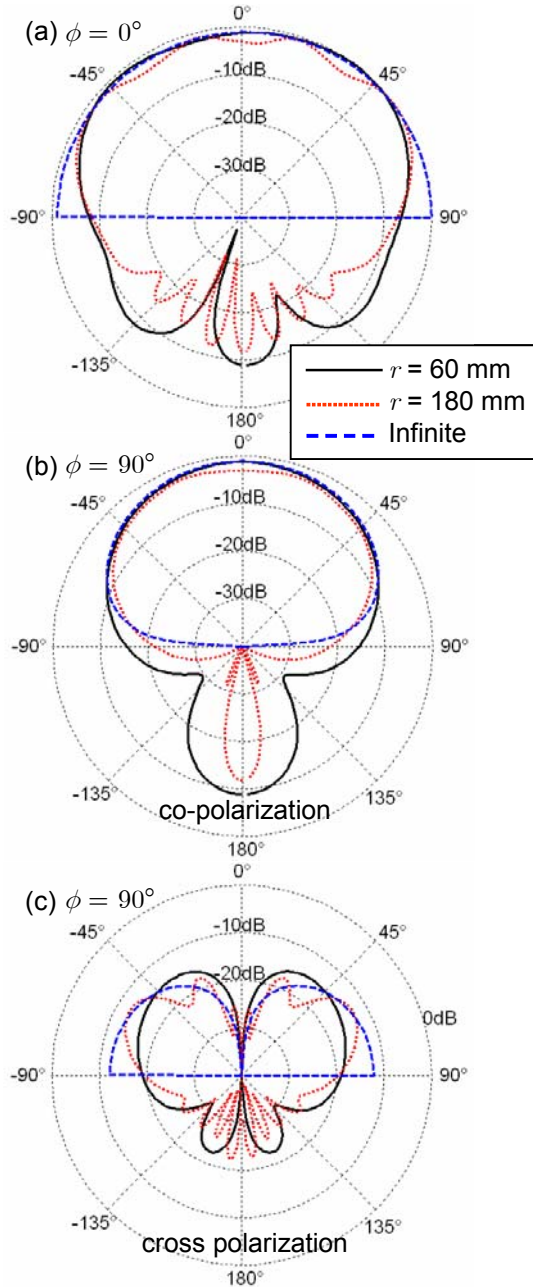 (a) ϕ = 0°
0°
-45°
45°
-10dB
-20dB
-30dB
-90°
90°
-135°
180°
r = 60 mm
r = 180 mm
Infinite
(b) ϕ = 90°
0°
-45°
45°
-10dB
-20dB
-30dB
-90°
90°
-135°
135°
co-polarization
180°
(c) ϕ = 90°
0°
-45°
45°
-10dB
-20dB
0dB
-90°
90°
-135°
135°
cross polarization
180°